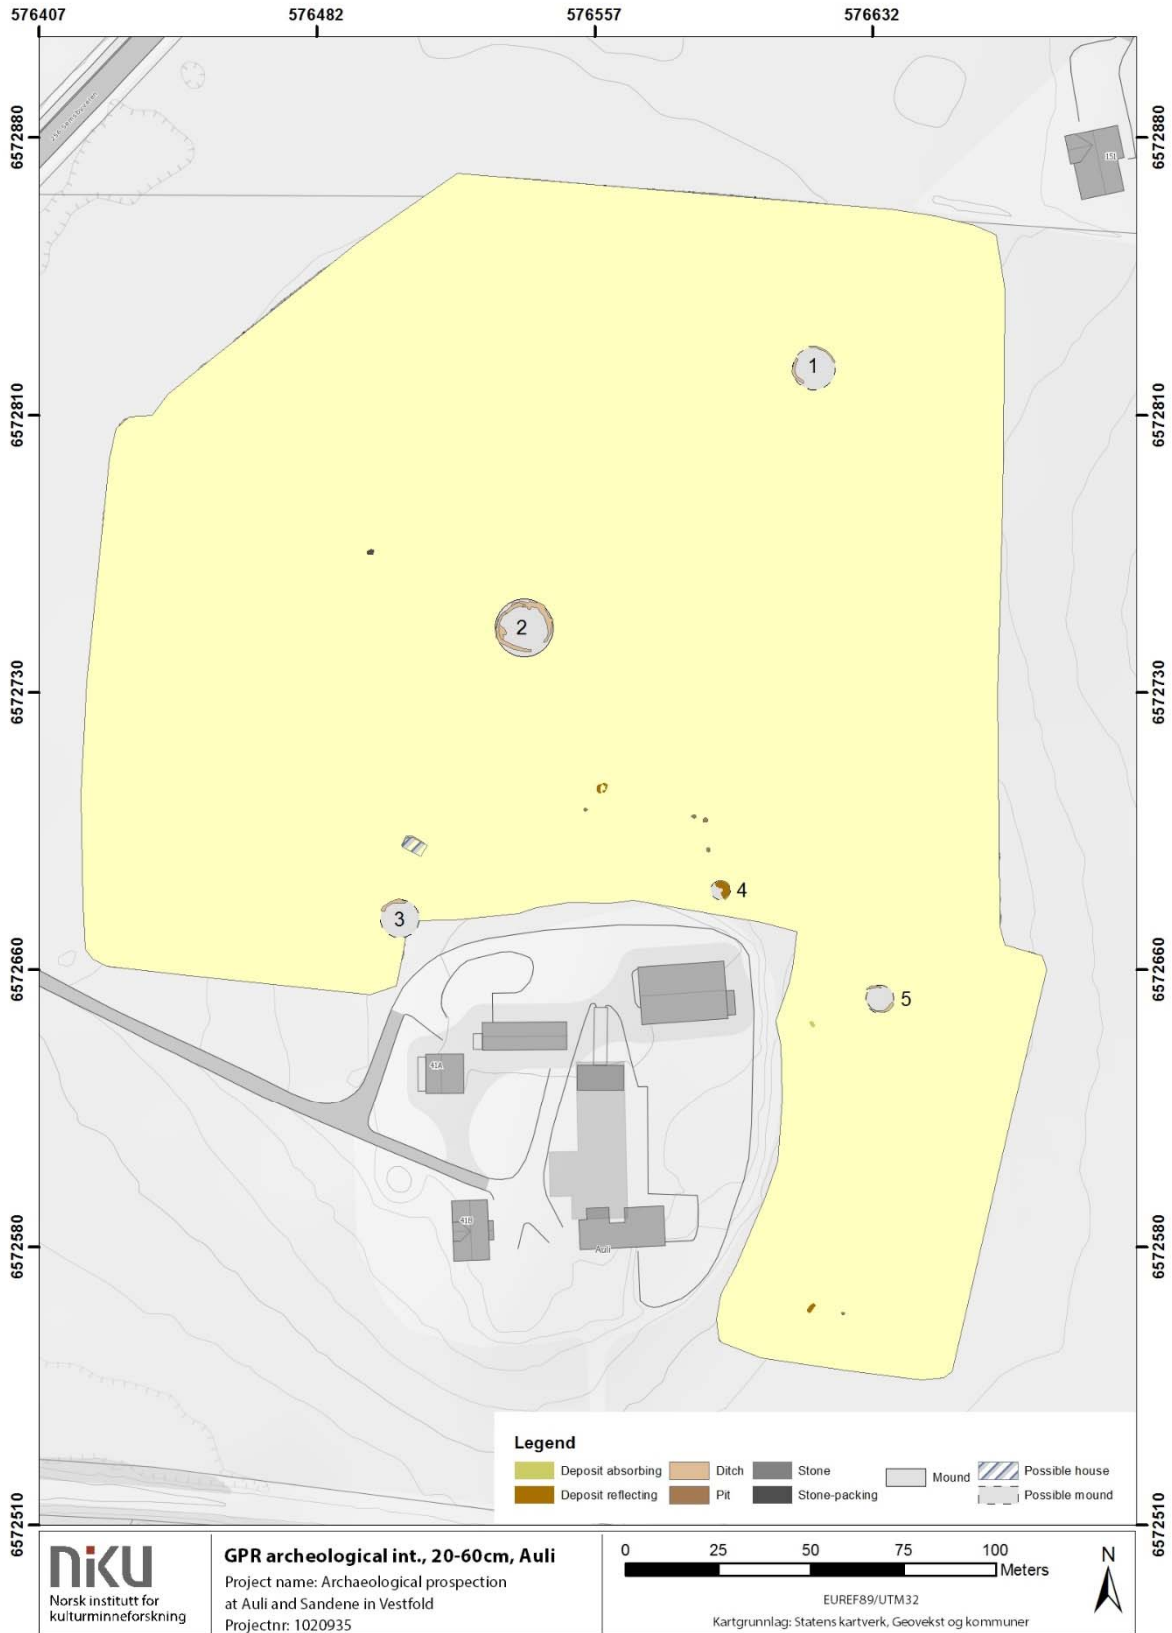 576407 576482 576557 576632
6572880 6572880
151
1
6572810 6572810
2
6572730 6572730
4
3
6572660 6572660
5
41A
6572580 6572580
41B
Auli
Legend
Deposit absorbing Ditch Stone Mound Possible house
Deposit reflecting Pit Stone-packing Possible mound
6572510 6572510
niku
Norsk institutt for
kulturminneforskning
GPR archeological int., 20-60cm, Auli
Project name: Archaeological prospection
at Auli and Sandene in Vestfold
Projectnr: 1020935
0 25 50 75 100
Meters
EUREF89/UTM32
Kartgrunnlag: Statens kartverk, Geovekst og kommuner
N